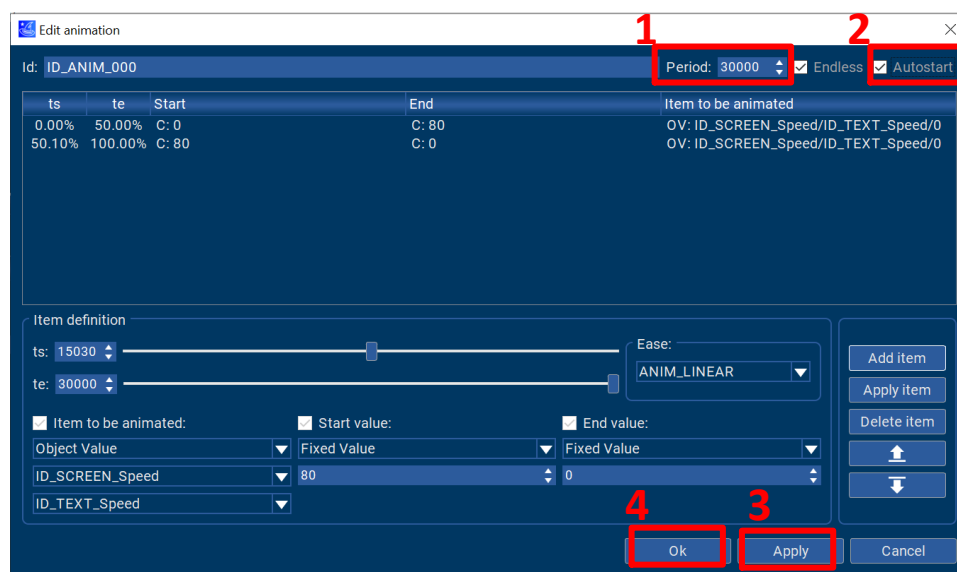 Edit animation
1
2
Id: ID_ANIM_000
Period: 30000
Endless
Autostart
ts te Start End Item to be animated
0.00% 50.00% C: 0 C: 80 OV: ID_SCREEN_Speed/ID_TEXT_Speed/0
50.10% 100.00% C: 80 C: 0 OV: ID_SCREEN_Speed/ID_TEXT_Speed/0
Item definition
ts: 15030
te: 30000
Ease:
ANIM_LINEAR
Add item
Apply item
Delete item
Item to be animated: Start value: End value:
Object Value Fixed Value Fixed Value
ID_SCREEN_Speed 80 0
ID_TEXT_Speed
4
3
Ok Apply Cancel